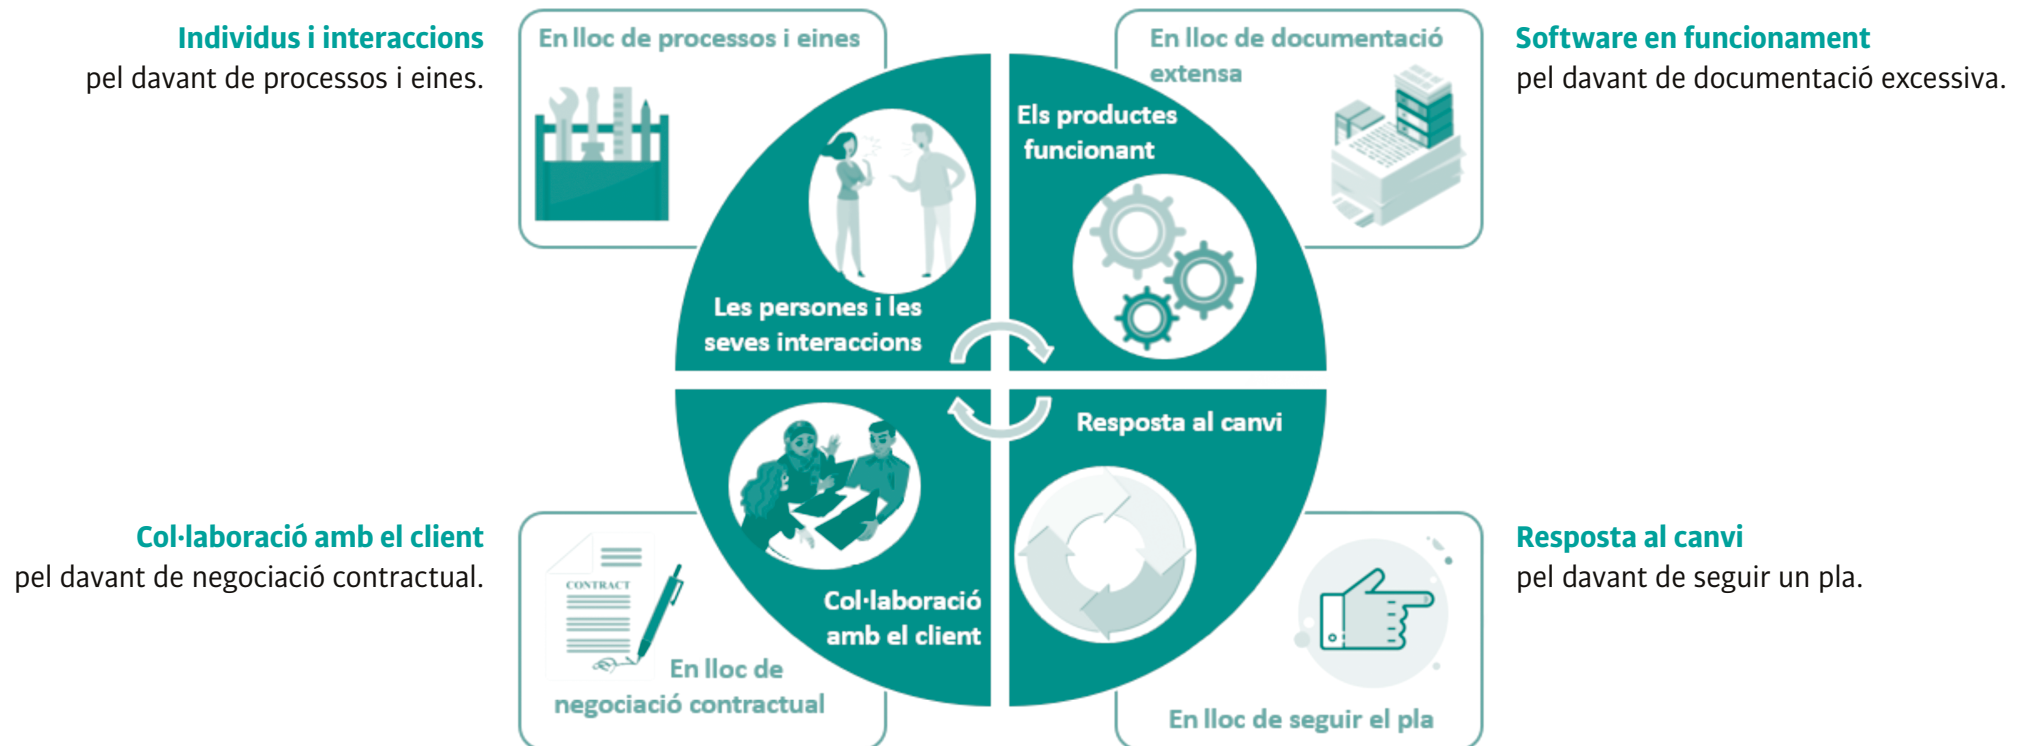 Individus i interaccions
pel davant de processos i eines.
En lloc de processos i eines
En lloc de documentació
extensa
Software en funcionament
pel davant de documentació excessiva.
Els productes
funcionant
Les persones i les
seves interaccions
Resposta al canvi
Col·laboració amb el client
pel davant de negociació contractual.
CONTRACT
Col·laboració
amb el client
En lloc de
negociació contractual
En lloc de seguir el pla
Resposta al canvi
pel davant de seguir un pla.